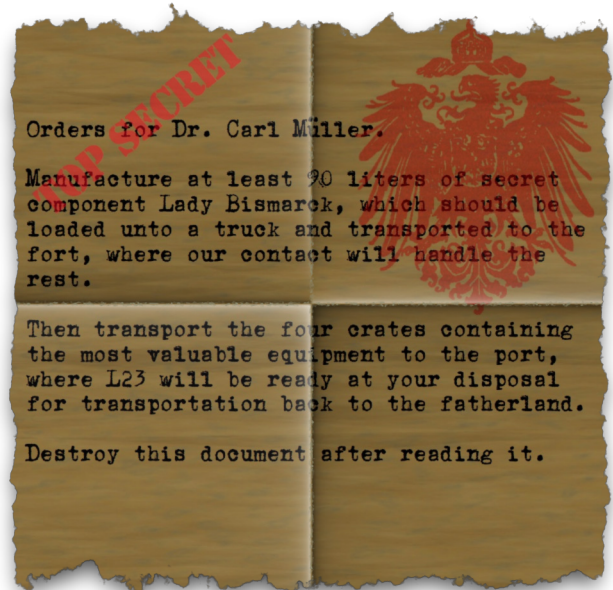 TOP SECRET
Orders for Dr. Carl Müller.
Manufacture at least 90 liters of secret
component Lady Bismarck, which should be
loaded unto a truck and transported to the
fort, where our contact will handle the
rest.
Then transport the four crates containing
the most valuable equipment to the port,
where L23 will be ready at your disposal
for transportation back to the fatherland.
Destroy this document after reading it.